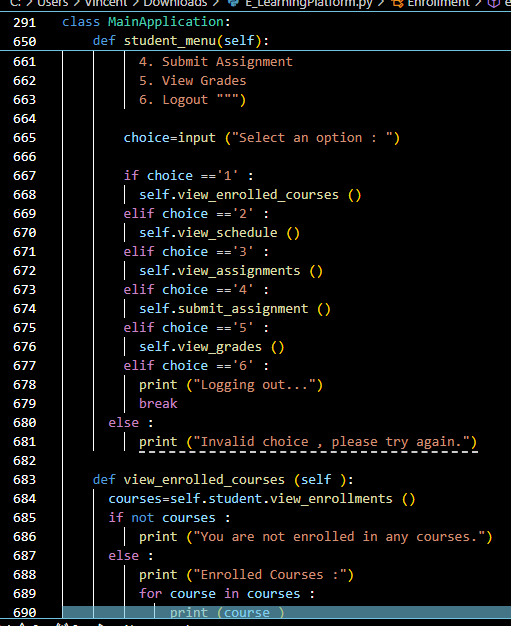 C: > Users > Vincent > Downloads > E_LearningPlatform.py > Enrollment >
291 class MainApplication:
650 def student_menu(self):
661 4. Submit Assignment
662 5. View Grades
663 6. Logout """)
664
665 choice=input ("Select an option : ")
666
667 if choice =='1' :
668 self.view_enrolled_courses ()
669 elif choice =='2' :
670 self.view_schedule ()
671 elif choice =='3' :
672 self.view_assignments ()
673 elif choice =='4' :
674 self.submit_assignment ()
675 elif choice =='5' :
676 self.view_grades ()
677 elif choice =='6' :
678 print ("Logging out...")
679 break
680 else :
681 print ("Invalid choice , please try again.")
682
683 def view_enrolled_courses (self ):
684 courses=self.student.view_enrollments ()
685 if not courses :
686 print ("You are not enrolled in any courses.")
687 else :
688 print ("Enrolled Courses :")
689 for course in courses :
690 print (course )